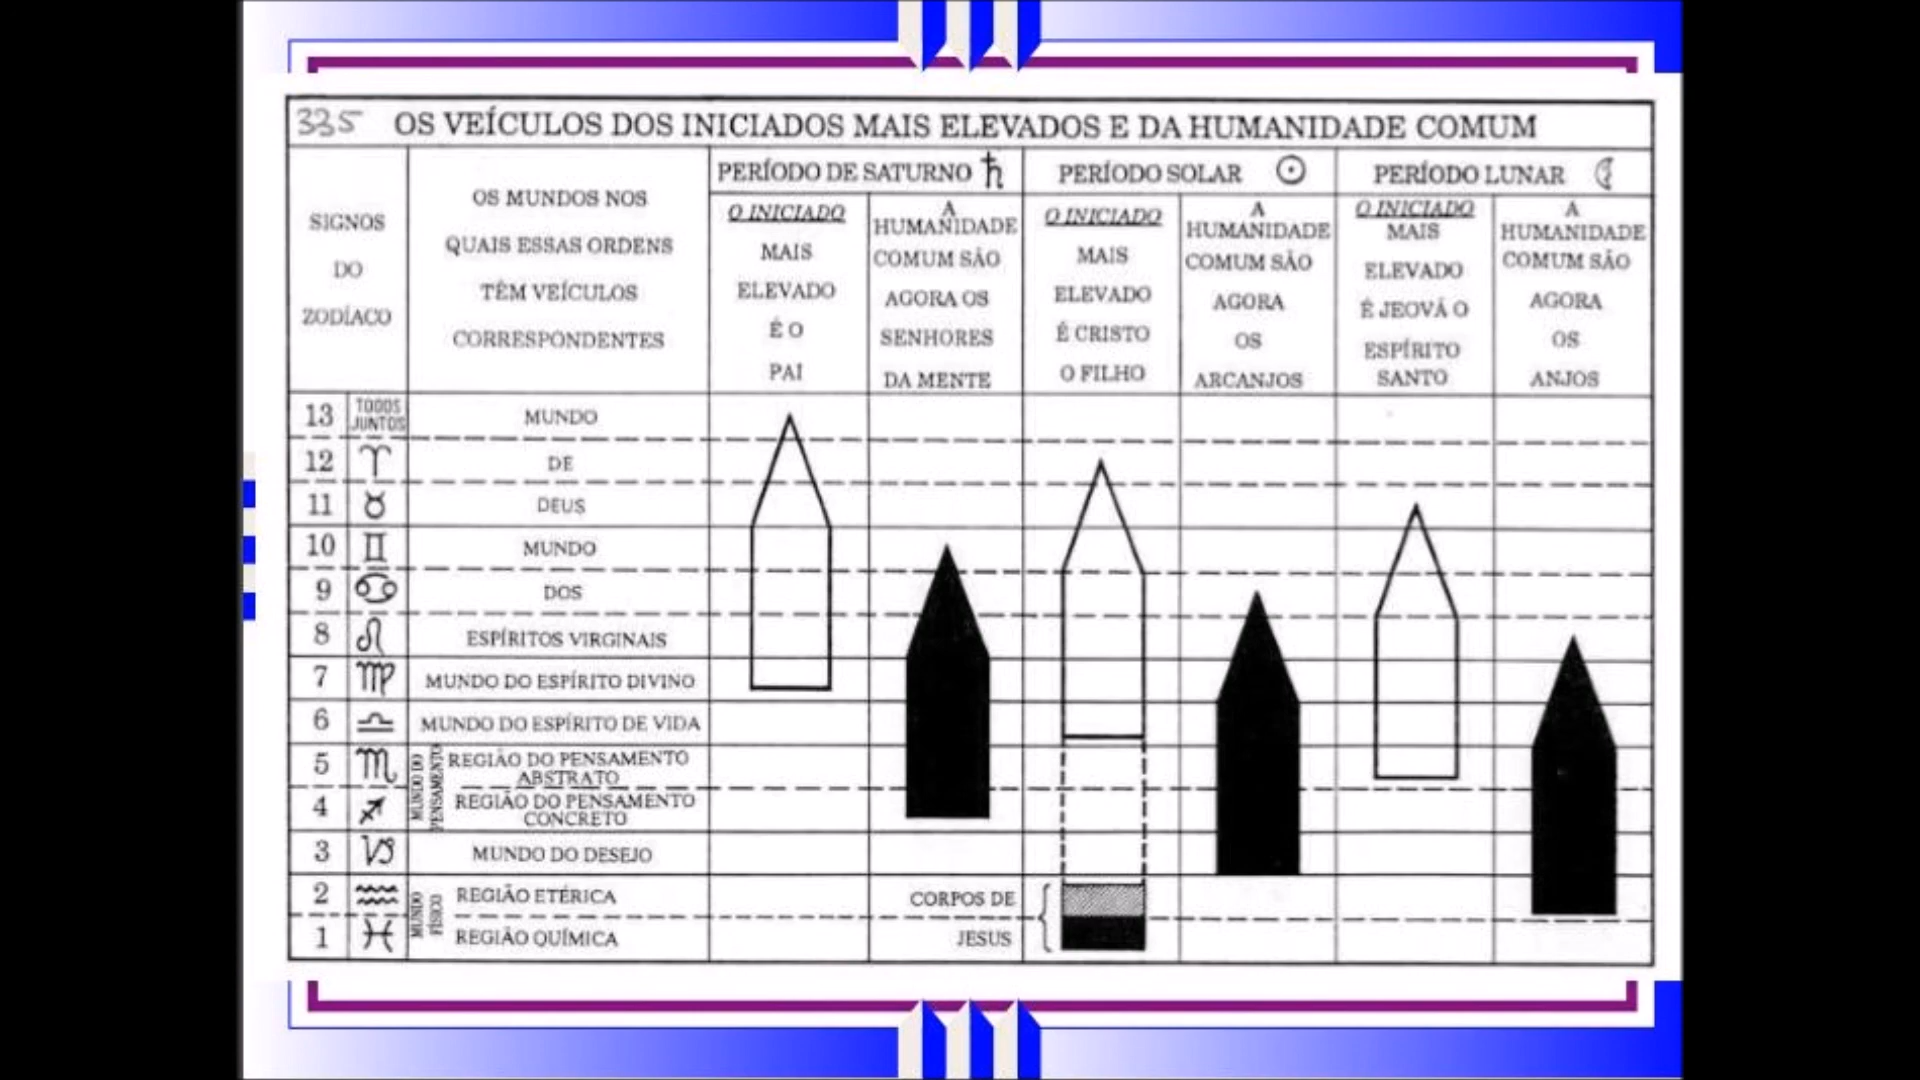 335 OS VEÍCULOS DOS INICIADOS MAIS ELEVADOS E DA HUMANIDADE COMUM
SIGNOS
DO
ZODÍACO
OS MUNDOS NOS
QUAIS ESSAS ORDENS
TÊM VEÍCULOS
CORRESPONDENTES
PERÍODO DE SATURNO ♄
O INICIADO
MAIS
ELEVADO
É O
PAI
A
HUMANIDADE
COMUM SÃO
AGORA OS
SENHORES
DA MENTE
PERÍODO SOLAR ☉
O INICIADO
MAIS
ELEVADO
É CRISTO
O FILHO
A
HUMANIDADE
COMUM SÃO
AGORA
OS
ARCANJOS
PERÍODO LUNAR ☾
O INICIADO
MAIS
ELEVADO
É JEOVÁ O
ESPÍRITO
SANTO
A
HUMANIDADE
COMUM SÃO
AGORA
OS
ANJOS
13 TODOS JUNTOS MUNDO
12 ♈ DE
11 ♉ DEUS
10 ♊ MUNDO
9 ♋ DOS
8 ♌ ESPÍRITOS VIRGINAIS
7 ♍ MUNDO DO ESPÍRITO DIVINO
6 ♎ MUNDO DO ESPÍRITO DE VIDA
MUNDO DO PENSAMENTO
5 ♏ REGIÃO DO PENSAMENTO
ABSTRATO
4 ♐ REGIÃO DO PENSAMENTO
CONCRETO
3 ♑ MUNDO DO DESEJO
MUNDO FÍSICO
2 ♒ REGIÃO ETÉRICA
1 ♓ REGIÃO QUÍMICA
CORPOS DE
JESUS